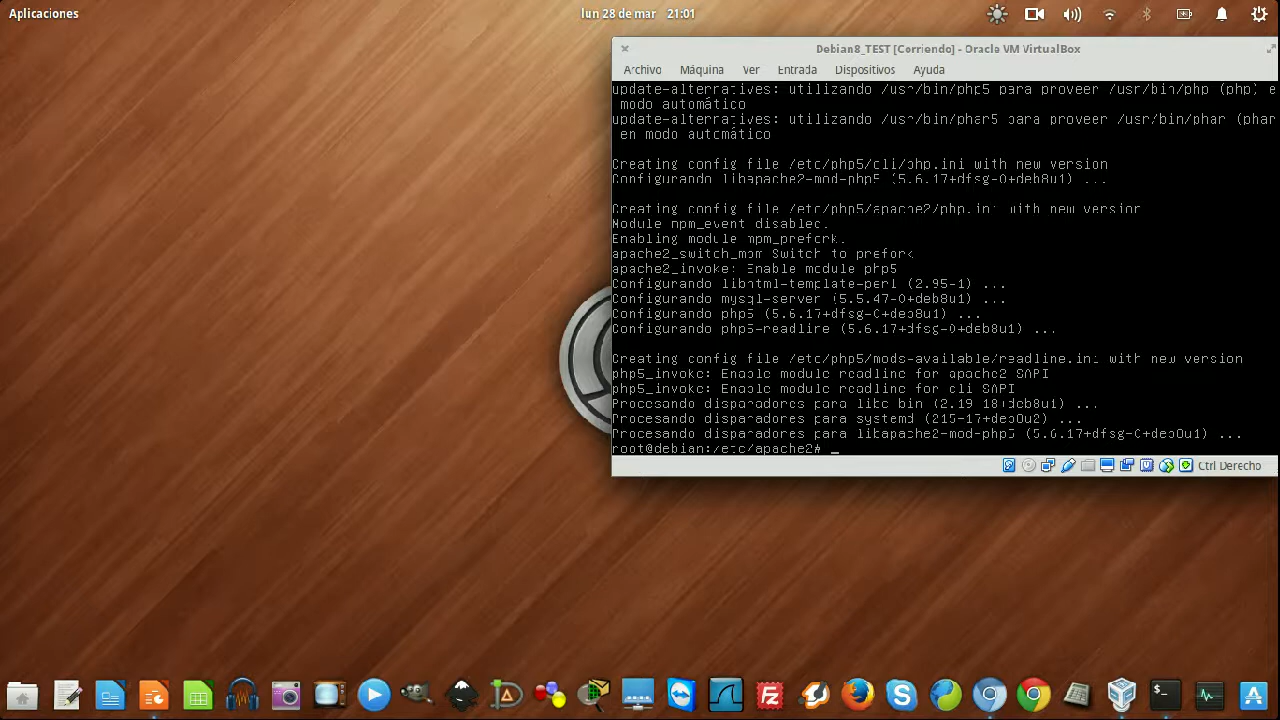 Aplicaciones
lun 28 de mar 21:01
Debian8_TEST [Corriendo] - Oracle VM VirtualBox
Archivo Máquina Ver Entrada Dispositivos Ayuda
update-alternatives: utilizando /usr/bin/php5 para proveer /usr/bin/php (php) e
modo automático
update-alternatives: utilizando /usr/bin/phar5 para proveer /usr/bin/phar (phar
en modo automático
Creating config file /etc/php5/cli/php.ini with new version
Configurando libapache2-mod-php5 (5.6.17+dfsg-0+deb8u1) ...
Creating config file /etc/php5/apache2/php.ini with new version
Module mpm_event disabled.
Enabling module mpm_prefork.
apache2_switch_mpm Switch to prefork
apache2_invoke: Enable module php5
Configurando libhtml-template-perl (2.95-1) ...
Configurando mysql-server (5.5.47-0+deb8u1) ...
Configurando php5 (5.6.17+dfsg-0+deb8u1) ...
Configurando php5-readline (5.6.17+dfsg-0+deb8u1) ...
Creating config file /etc/php5/mods-available/readline.ini with new version
php5_invoke: Enable module readline for apache2 SAPI
php5_invoke: Enable module readline for cli SAPI
Procesando disparadores para libc-bin (2.19-18+deb8u1) ...
Procesando disparadores para systemd (215-17+deb8u2) ...
Procesando disparadores para libapache2-mod-php5 (5.6.17+dfsg-0+deb8u1) ...
root@debian:/etc/apache2# _
Ctrl Derecho